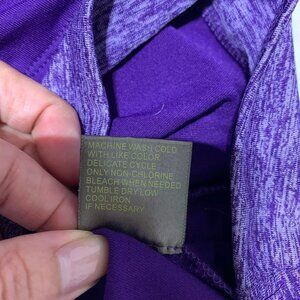 MACHINE WASH COLD
WITH LIKE COLOR
DELICATE CYCLE
ONLY NON-CHLORINE
BLEACH WHEN NEEDED
TUMBLE DRY LOW
COOL IRON
IF NECESSARY